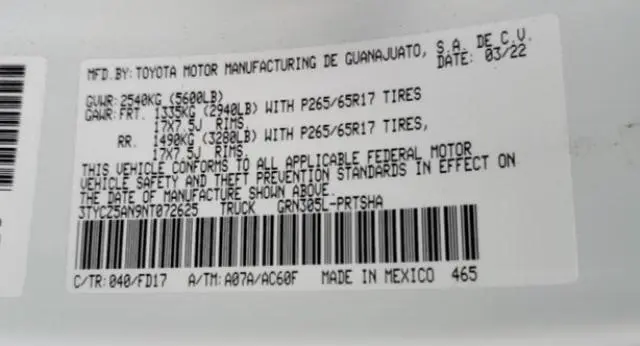 MFD. BY: TOYOTA MOTOR MANUFACTURING DE GUANAJUATO, S.A. DE C.V.
DATE: 03/22
GVWR: 2540KG (5600LB)
GAWR: FRT. 1335KG (2940LB) WITH P265/65R17 TIRES
17X7.5J RIMS,
RR. 1490KG (3280LB) WITH P265/65R17 TIRES,
17X7.5J RIMS,
THIS VEHICLE CONFORMS TO ALL APPLICABLE FEDERAL MOTOR
VEHICLE SAFETY AND THEFT PREVENTION STANDARDS IN EFFECT ON
THE DATE OF MANUFACTURE SHOWN ABOVE.
3TYCZ5AN9NT072625 TRUCK GRN305L-PRTSHA
C/TR: 040/FD17 A/TM: A07A/AC60F MADE IN MEXICO 465